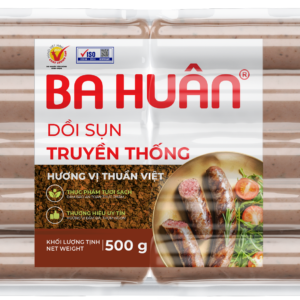 ISO
BA HUÂN®
DỒI SỤN
TRUYỀN THỐNG
HƯƠNG VỊ THUẦN VIỆT
THỰC PHẨM TƯƠI SẠCH
THƯƠNG HIỆU UY TÍN
KHỐI LƯỢNG TỊNH
NET WEIGHT
500 g